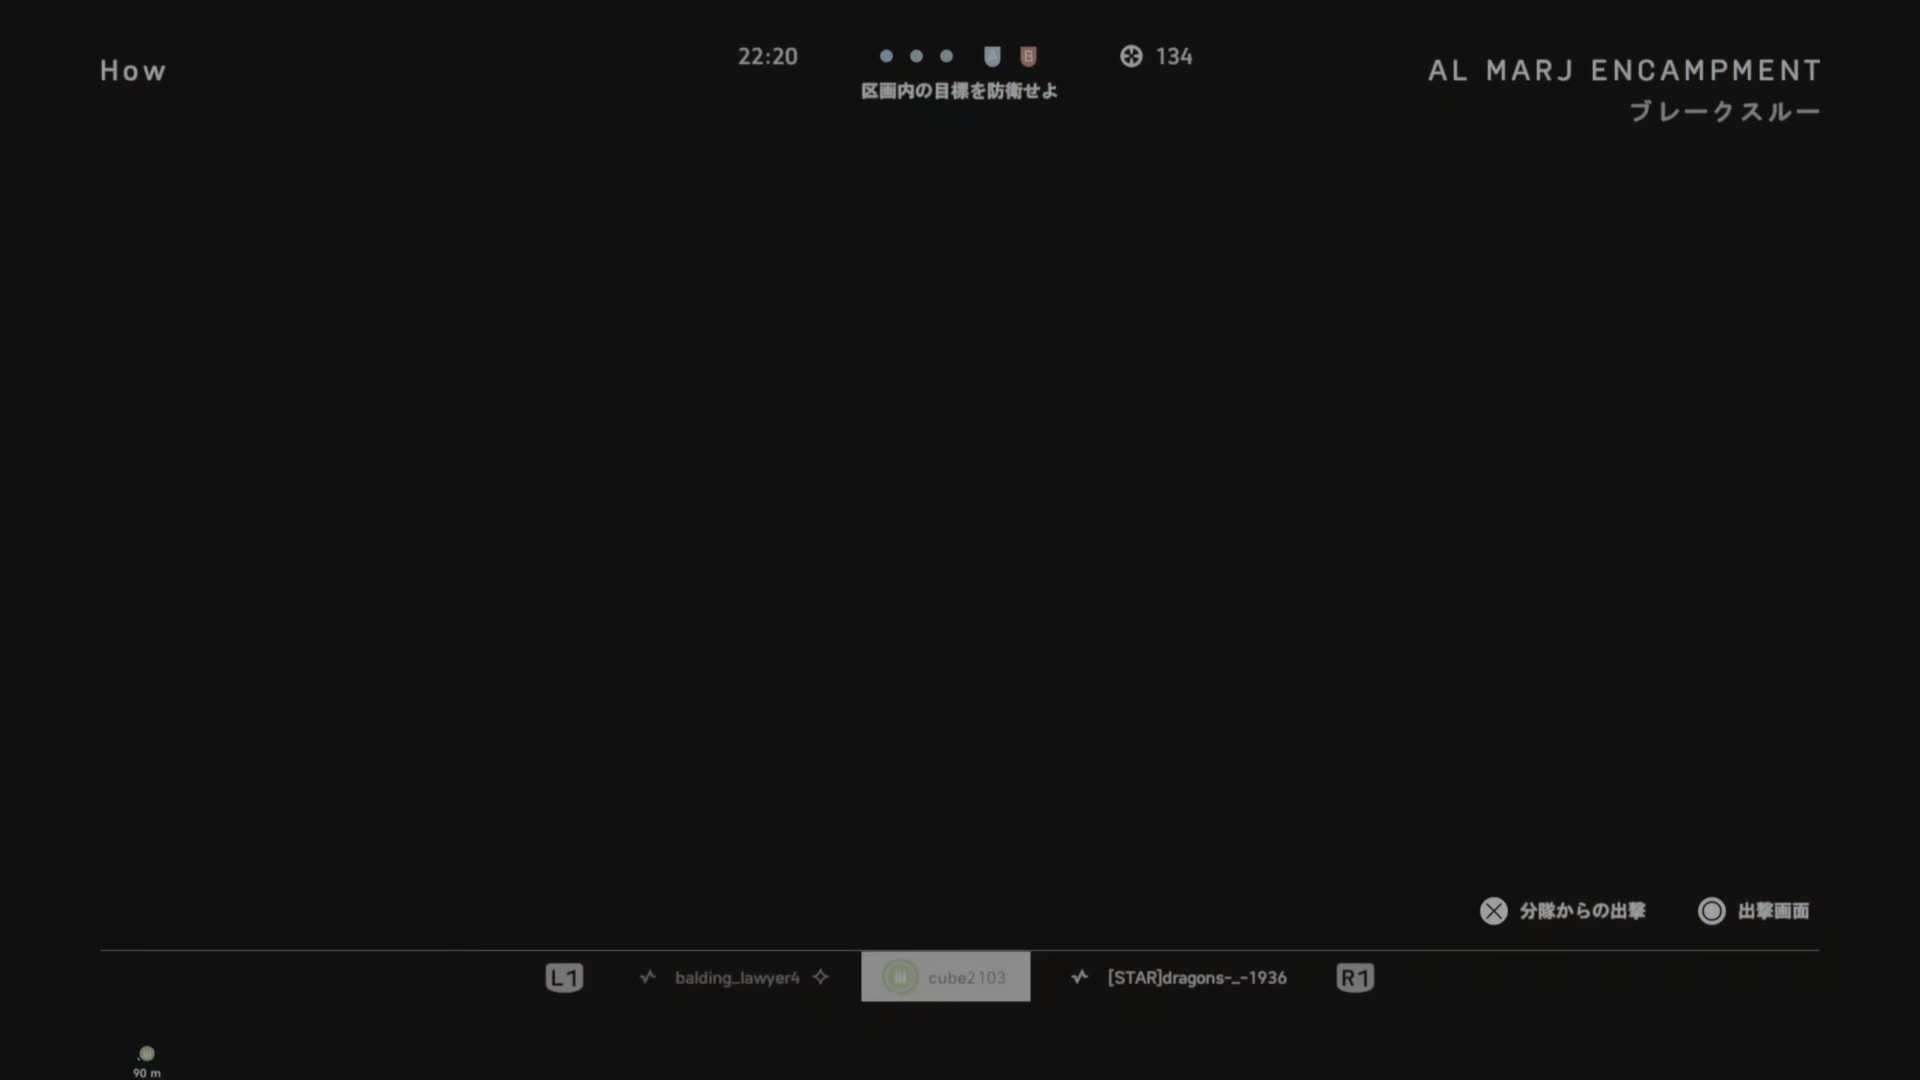 How
22:20
A B
134
区画内の目標を防衛せよ
AL MARJ ENCAMPMENT
ブレークスルー
分隊からの出撃
出撃画面
L1 balding_lawyer4 cube2103 [STAR]dragons-_-1936 R1
90 m